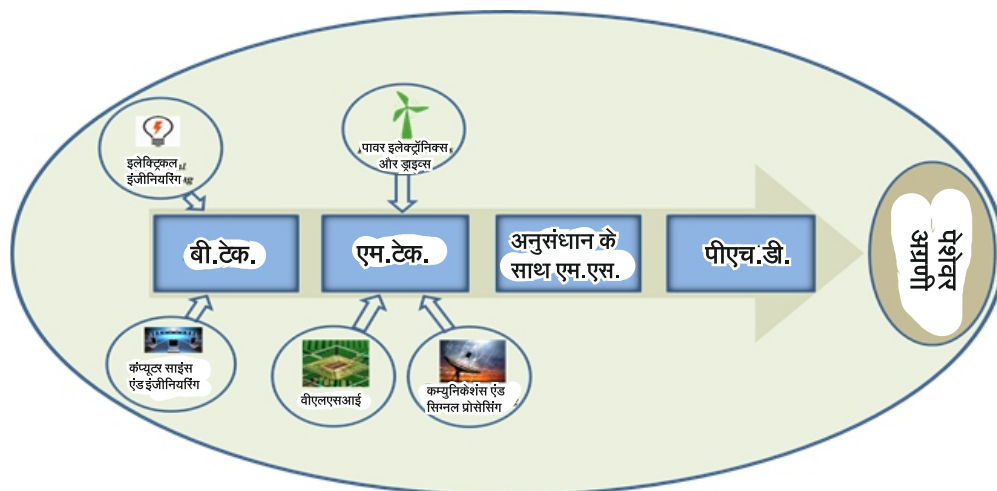 इलेक्ट्रिकल
इंजीनियरिंग
पावर इलेक्ट्रॉनिक्स
और ड्राइव्स
बी.टेक.
एम.टेक.
अनुसंधान के
साथ एम.एस.
पीएच.डी.
पेशेवर
अग्रणी
कंप्यूटर साइंस
एंड इंजीनियरिंग
वीएलएसआई
कम्युनिकेशंस एंड
सिग्नल प्रोसेसिंग